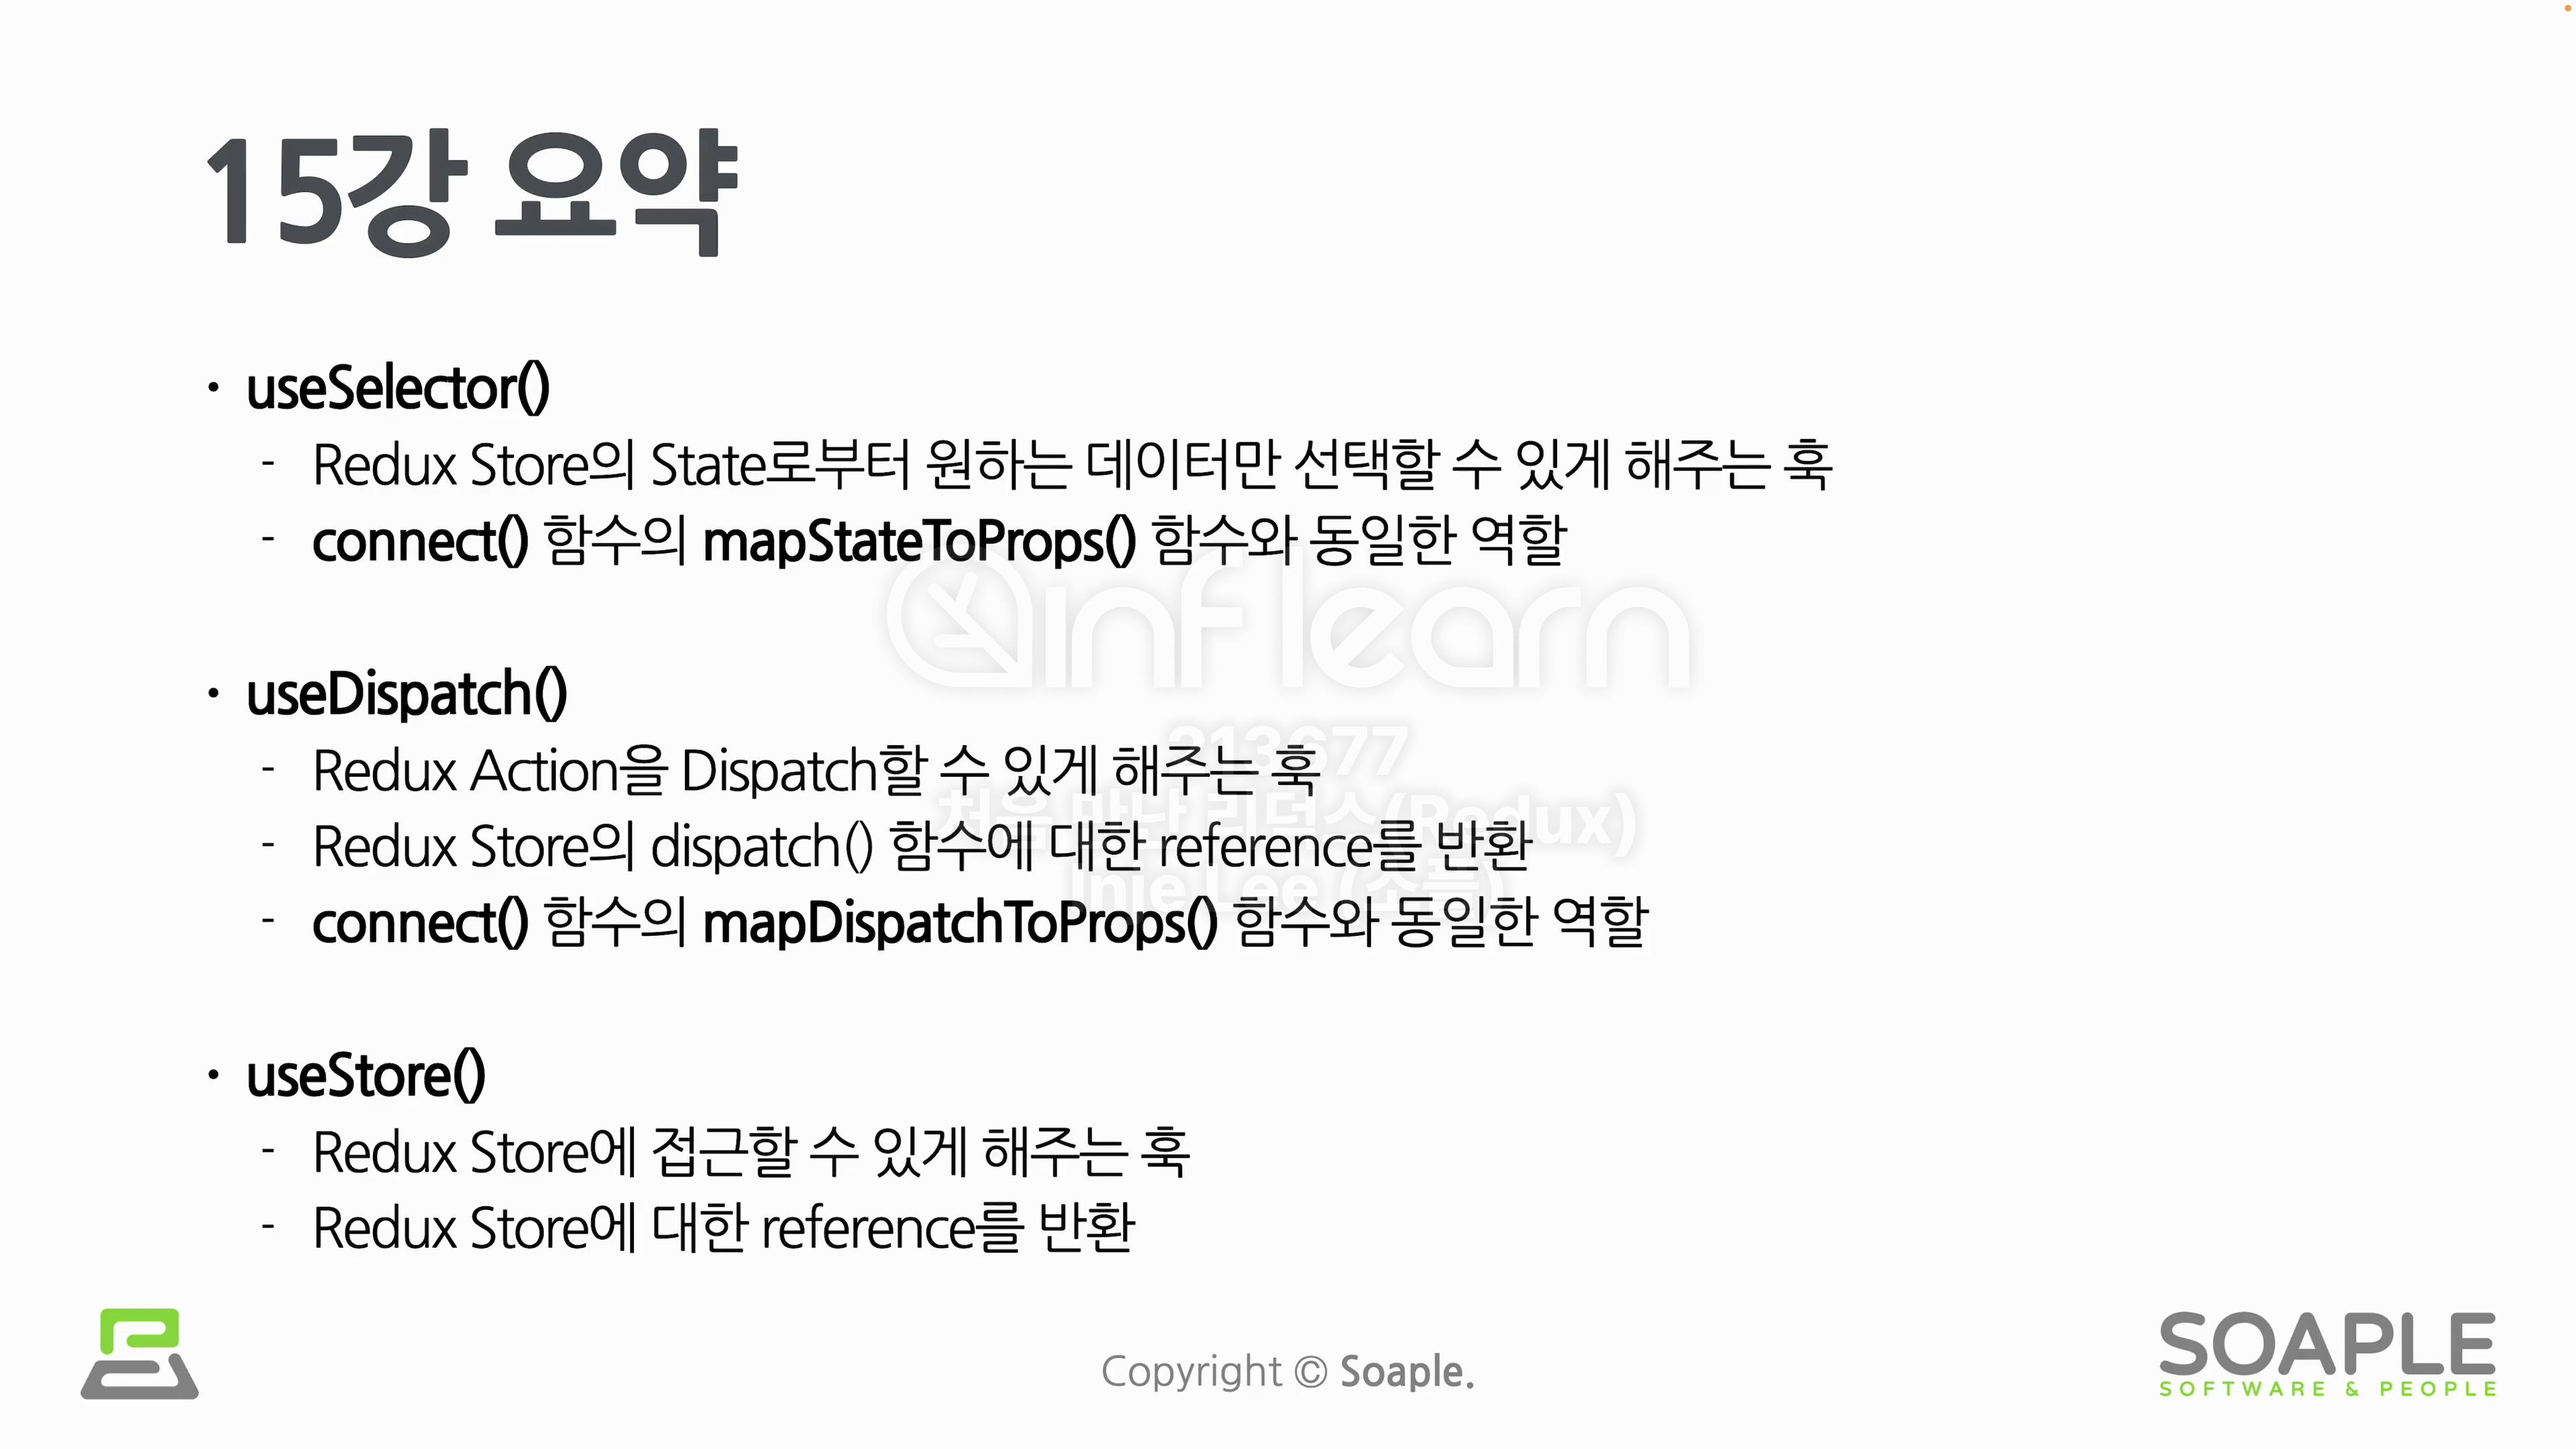 15강 요약
• useSelector()
- Redux Store의 State로부터 원하는 데이터만 선택할 수 있게 해주는 훅
- connect() 함수의 mapStateToProps() 함수와 동일한 역할
inflearn
• useDispatch()
213677
- Redux Action을 Dispatch할 수 있게 해주는 훅
처음 만난 리덕스(Redux)
- Redux Store의 dispatch() 함수에 대한 reference를 반환
Inje Lee (소플)
- connect() 함수의 mapDispatchToProps() 함수와 동일한 역할
• useStore()
- Redux Store에 접근할 수 있게 해주는 훅
- Redux Store에 대한 reference를 반환
Copyright © Soaple.
SOAPLE
SOFTWARE & PEOPLE